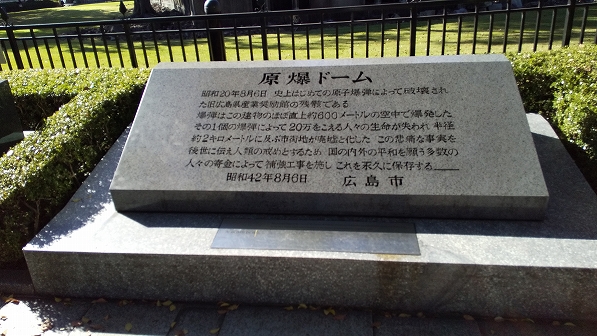 原爆ドーム
昭和20年8月6日 史上はじめての原子爆弾によって破壊され
た旧広島県産業奨励館の残骸である
爆弾はこの建物のほぼ直上約600メートルの空中で爆発した
その1個の爆弾によって20万をこえる人々の生命が失われ 半径
約2キロメートルに及ぶ市街地が廃墟と化した この悲痛な事実を
後世に伝え人類の戒めとするため 国の内外の平和を願う多数の
人々の寄金によって補強工事を施し これを永久に保存する
昭和42年8月6日 広島市